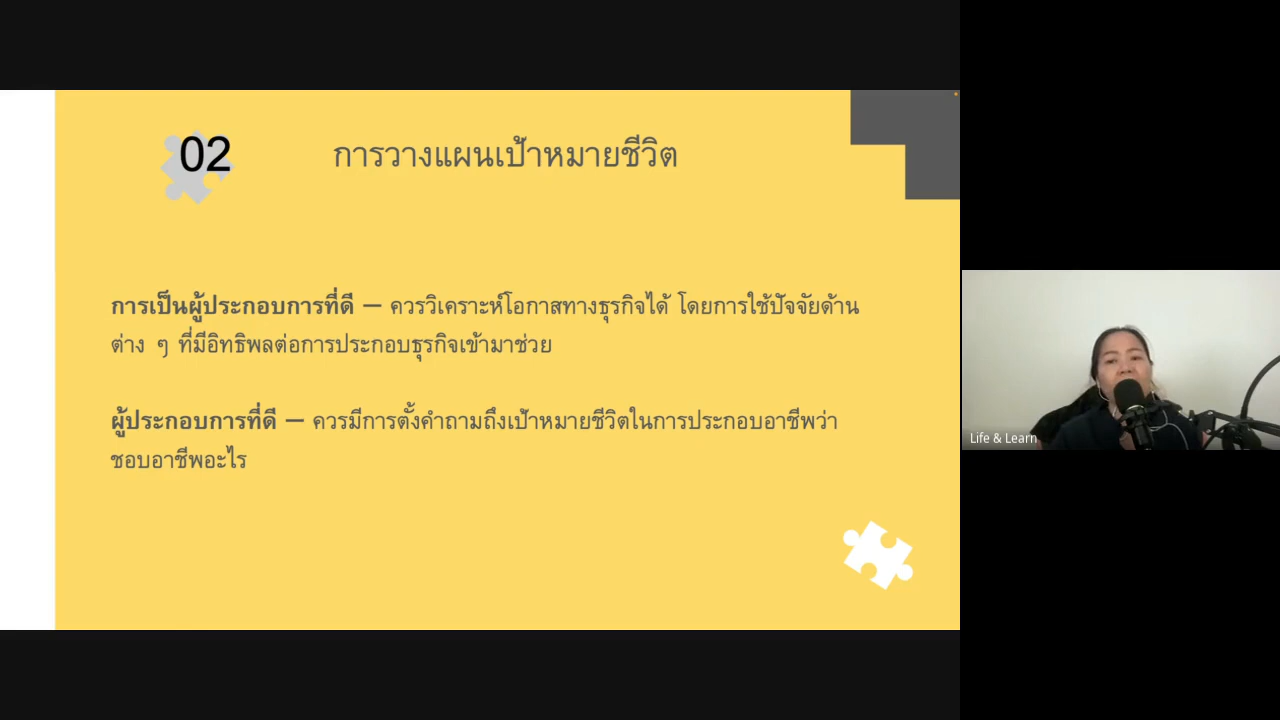 02
การวางแผนเป้าหมายชีวิต
การเป็นผู้ประกอบการที่ดี — ควรวิเคราะห์โอกาสทางธุรกิจได้ โดยการใช้ปัจจัยด้าน
ต่าง ๆ ที่มีอิทธิพลต่อการประกอบธุรกิจเข้ามาช่วย
ผู้ประกอบการที่ดี — ควรมีการตั้งคำถามถึงเป้าหมายชีวิตในการประกอบอาชีพว่า
ชอบอาชีพอะไร
Life & Learn